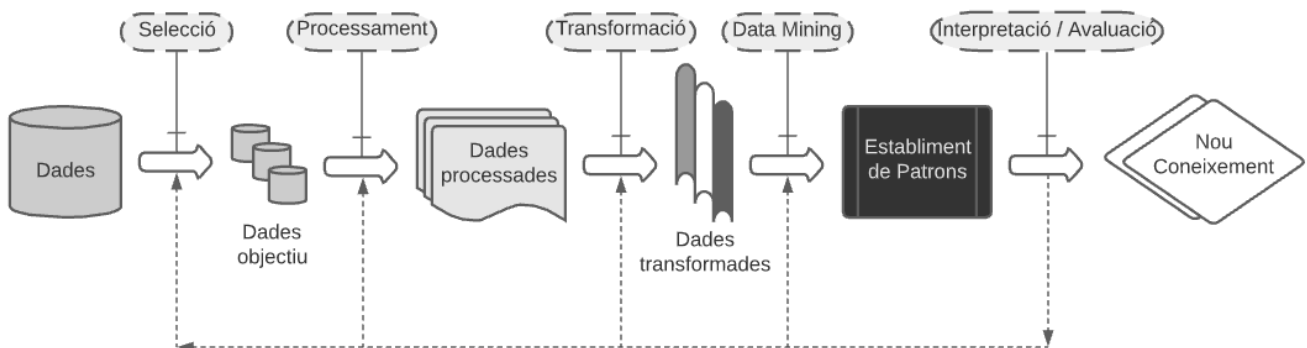 Selecció
Processament
Transformació
Data Mining
Interpretació / Avaluació
Dades
Dades
objectiu
Dades
processades
Dades
transformades
Establiment
de Patrons
Nou
Coneixement